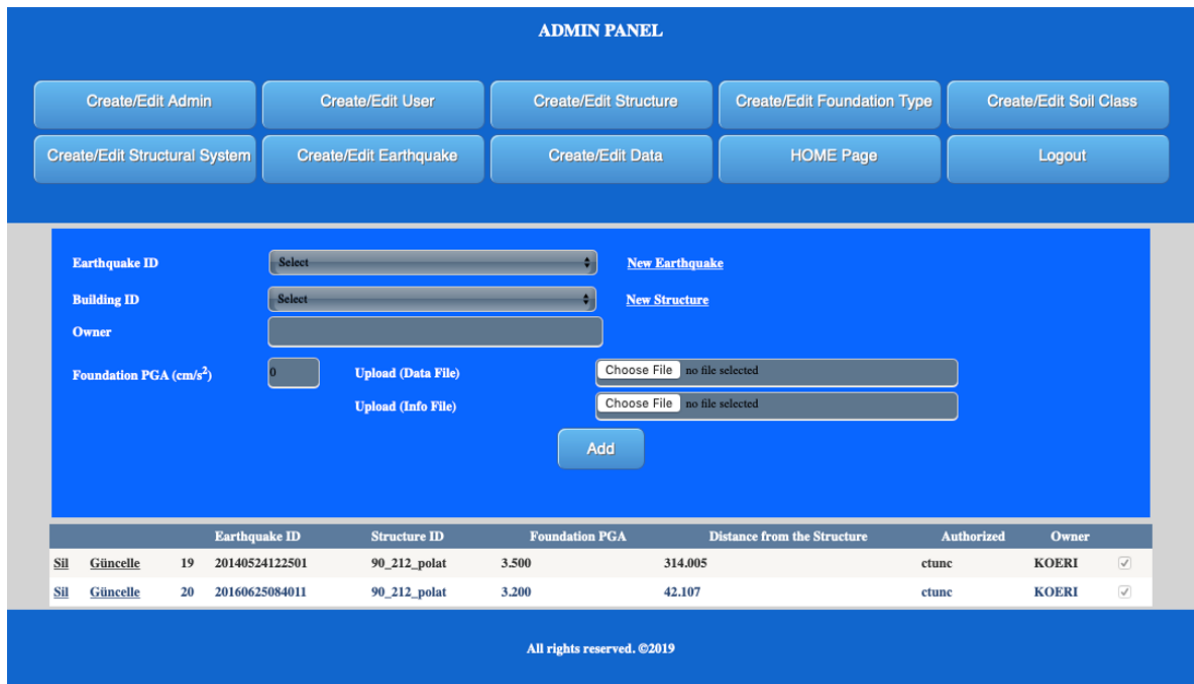 ADMIN PANEL
Create/Edit Admin Create/Edit User Create/Edit Structure Create/Edit Foundation Type Create/Edit Soil Class
Create/Edit Structural System Create/Edit Earthquake Create/Edit Data HOME Page Logout
Earthquake ID Select New Earthquake
Building ID Select New Structure
Owner
Foundation PGA (cm/s²) 0 Upload (Data File) Choose File no file selected
Upload (Info File) Choose File no file selected
Add
Earthquake ID Structure ID Foundation PGA Distance from the Structure Authorized Owner
Sil Güncelle 19 20140524122501 90_212_polat 3.500 314.005 ctunc KOERI
Sil Güncelle 20 20160625084011 90_212_polat 3.200 42.107 ctunc KOERI
All rights reserved. ©2019